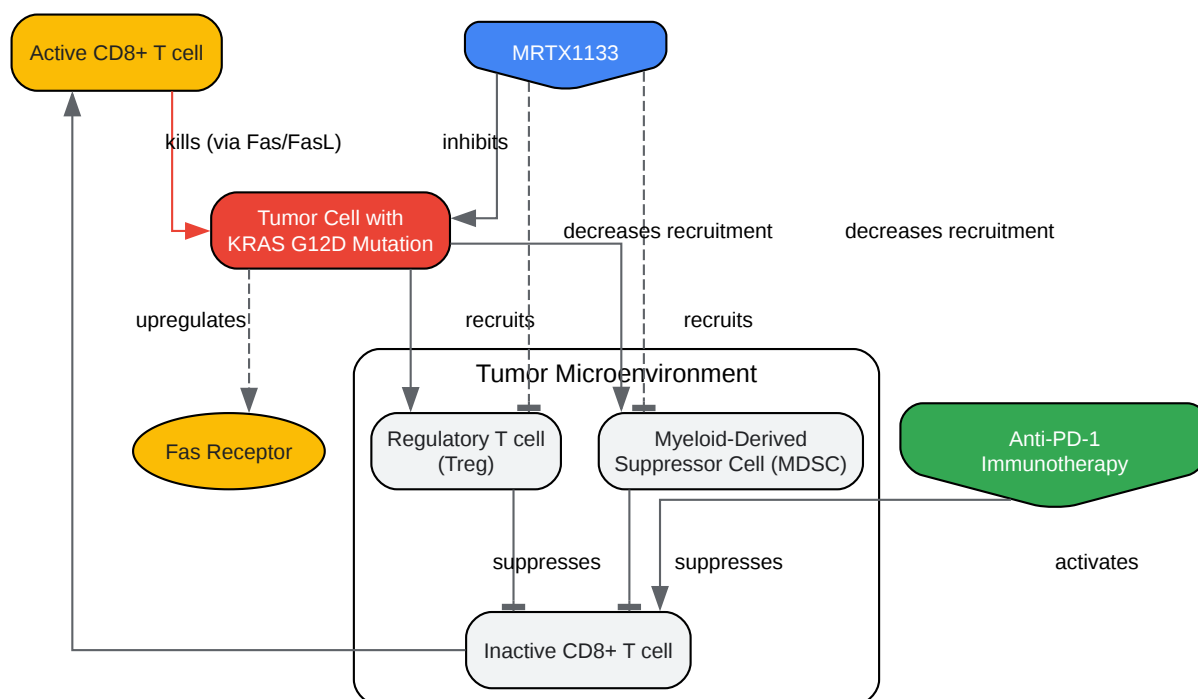 Active CD8+ T cell
MRTX1133
kills (via Fas/FasL)
inhibits
Tumor Cell with
KRAS G12D Mutation
decreases recruitment
decreases recruitment
upregulates
recruits
recruits
Tumor Microenvironment
Fas Receptor
Regulatory T cell
(Treg)
Myeloid-Derived
Suppressor Cell (MDSC)
Anti-PD-1
Immunotherapy
suppresses
suppresses
activates
Inactive CD8+ T cell